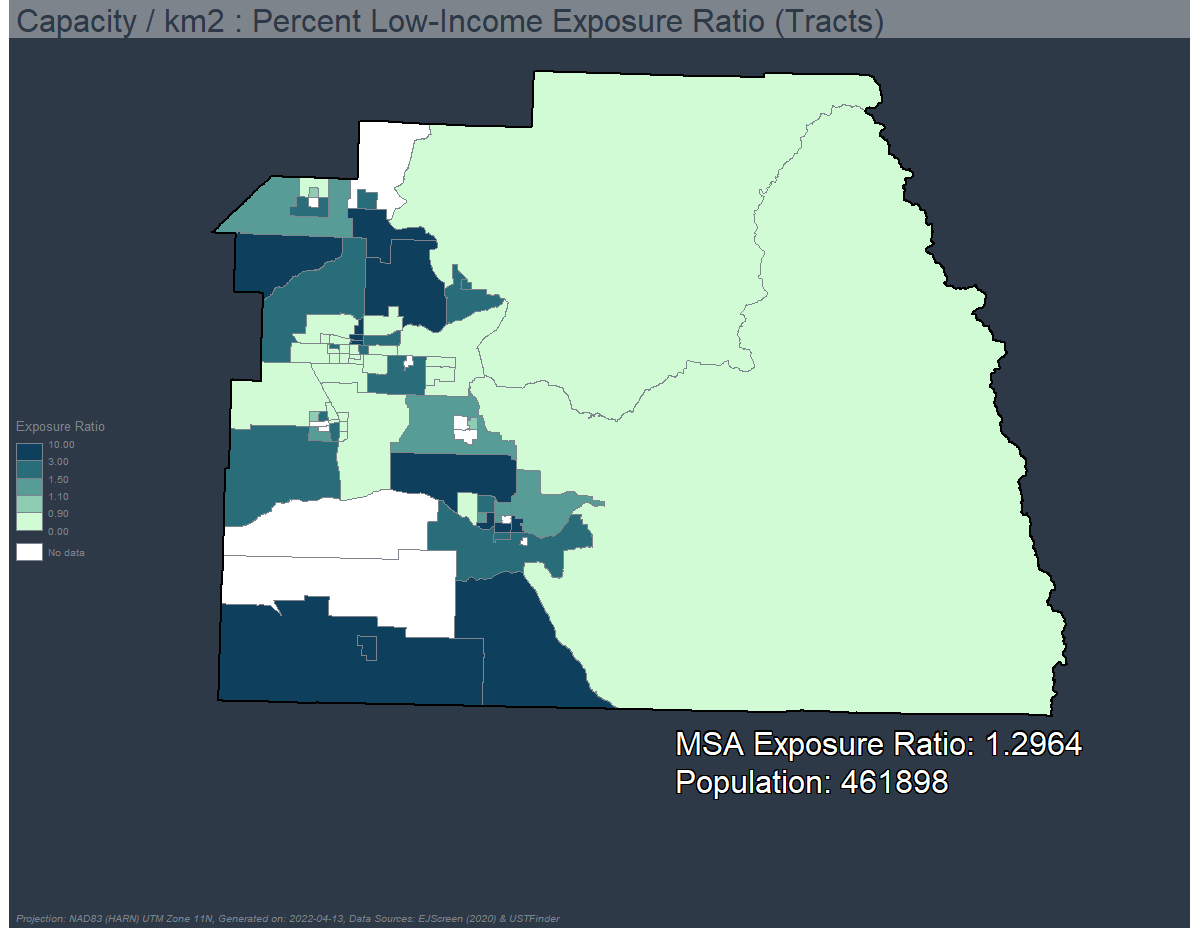 Capacity / km2 : Percent Low-Income Exposure Ratio (Tracts)
Exposure Ratio
10.00
3.00
1.50
1.10
0.90
0.00
No data
MSA Exposure Ratio: 1.2964
Population: 461898
Projection: NAD83 (HARN) UTM Zone 11N, Generated on: 2022-04-13, Data Sources: EJScreen (2020) & USTFinder